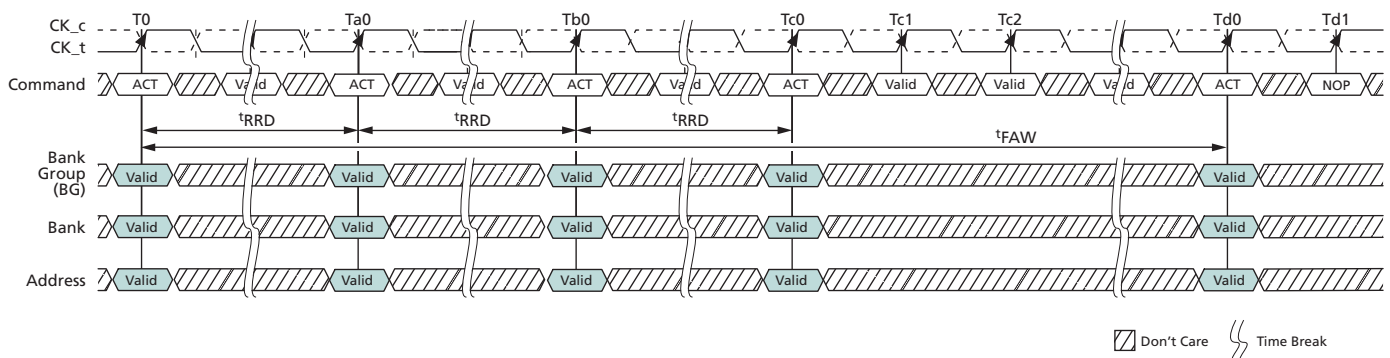 T0 Ta0 Tb0 Tc0 Tc1 Tc2 Td0 Td1
CK_c
CK_t
Command ACT Valid ACT Valid ACT Valid ACT Valid Valid Valid ACT NOP
tRRD tRRD tRRD
tFAW
Bank
Group
(BG)
Valid Valid Valid Valid Valid
Bank Valid Valid Valid Valid Valid
Address Valid Valid Valid Valid Valid
Don't Care Time Break